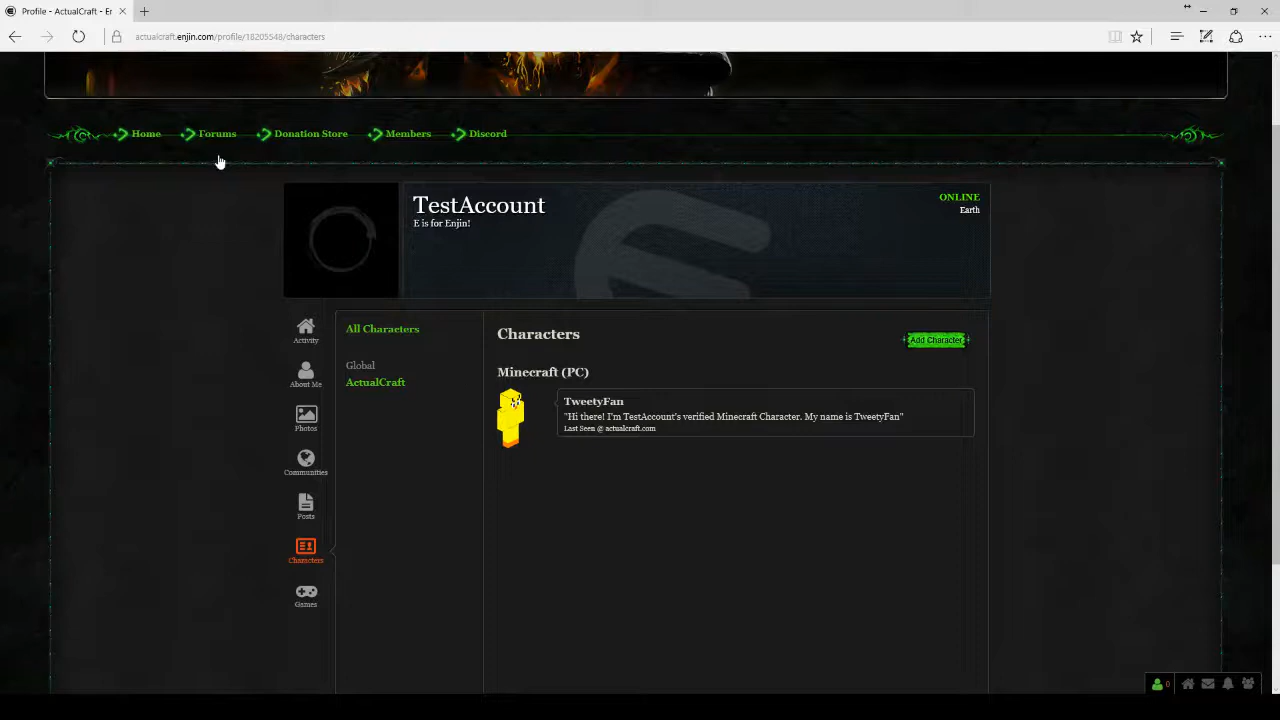 Profile - ActualCraft - En
actualcraft.enjin.com/profile/16205548/characters
Home
Forums
Donation Store
Members
Discord
TestAccount
E is for Enjin!
ONLINE
Earth
Activity
About Me
Photos
Communities
Posts
Characters
Games
All Characters
Global
ActualCraft
Characters
Add Character
Minecraft (PC)
TweetyFan
"Hi there! I'm TestAccount's verified Minecraft Character. My name is TweetyFan"
Last Seen @ actualcraft.com
0